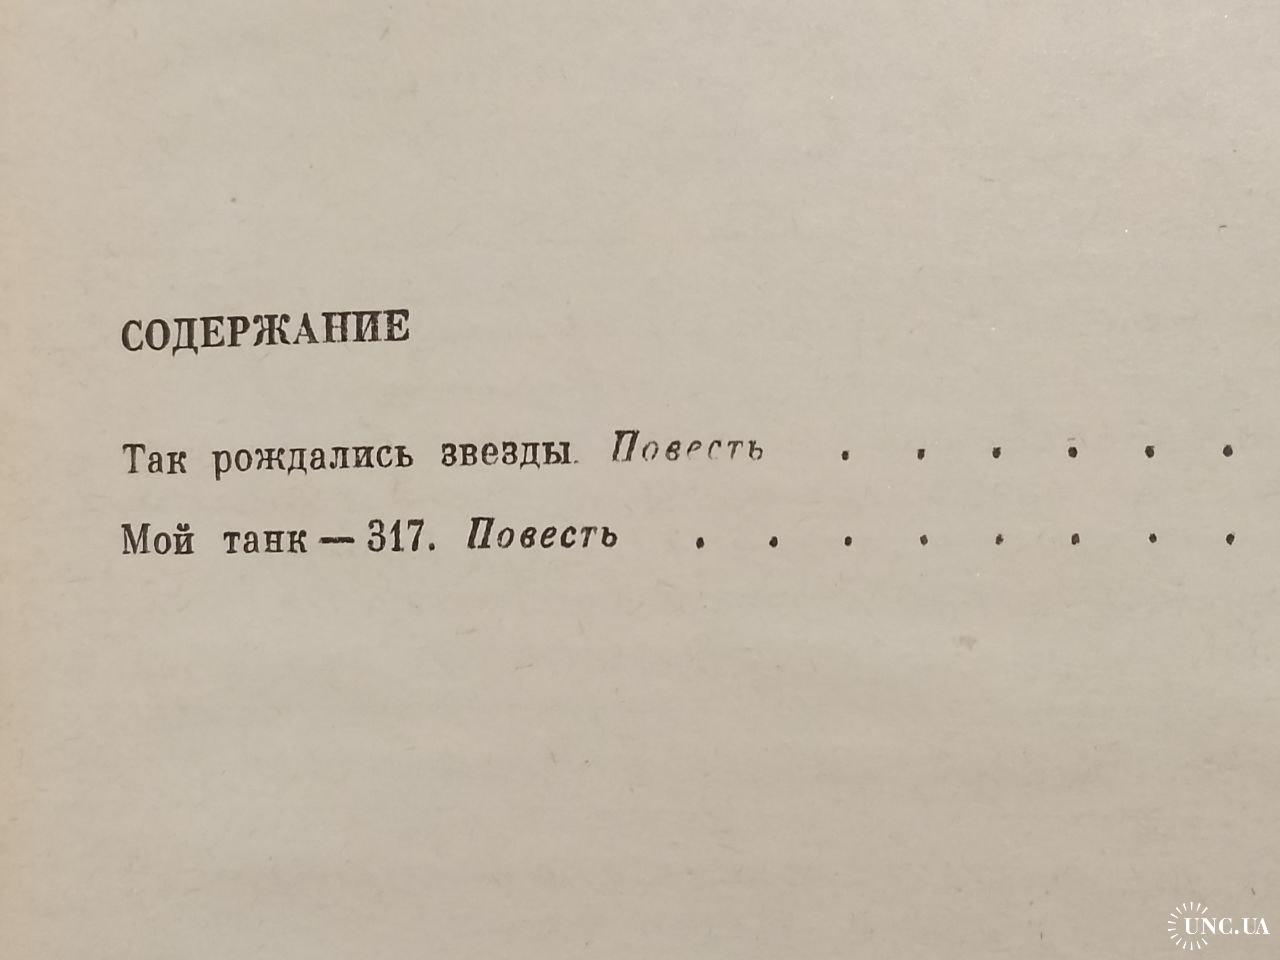 СОДЕРЖАНИЕ
Так рождались звезды. Повесть . . . . . .
Мой танк — 317. Повесть . . . . . . . .
UNC.UA